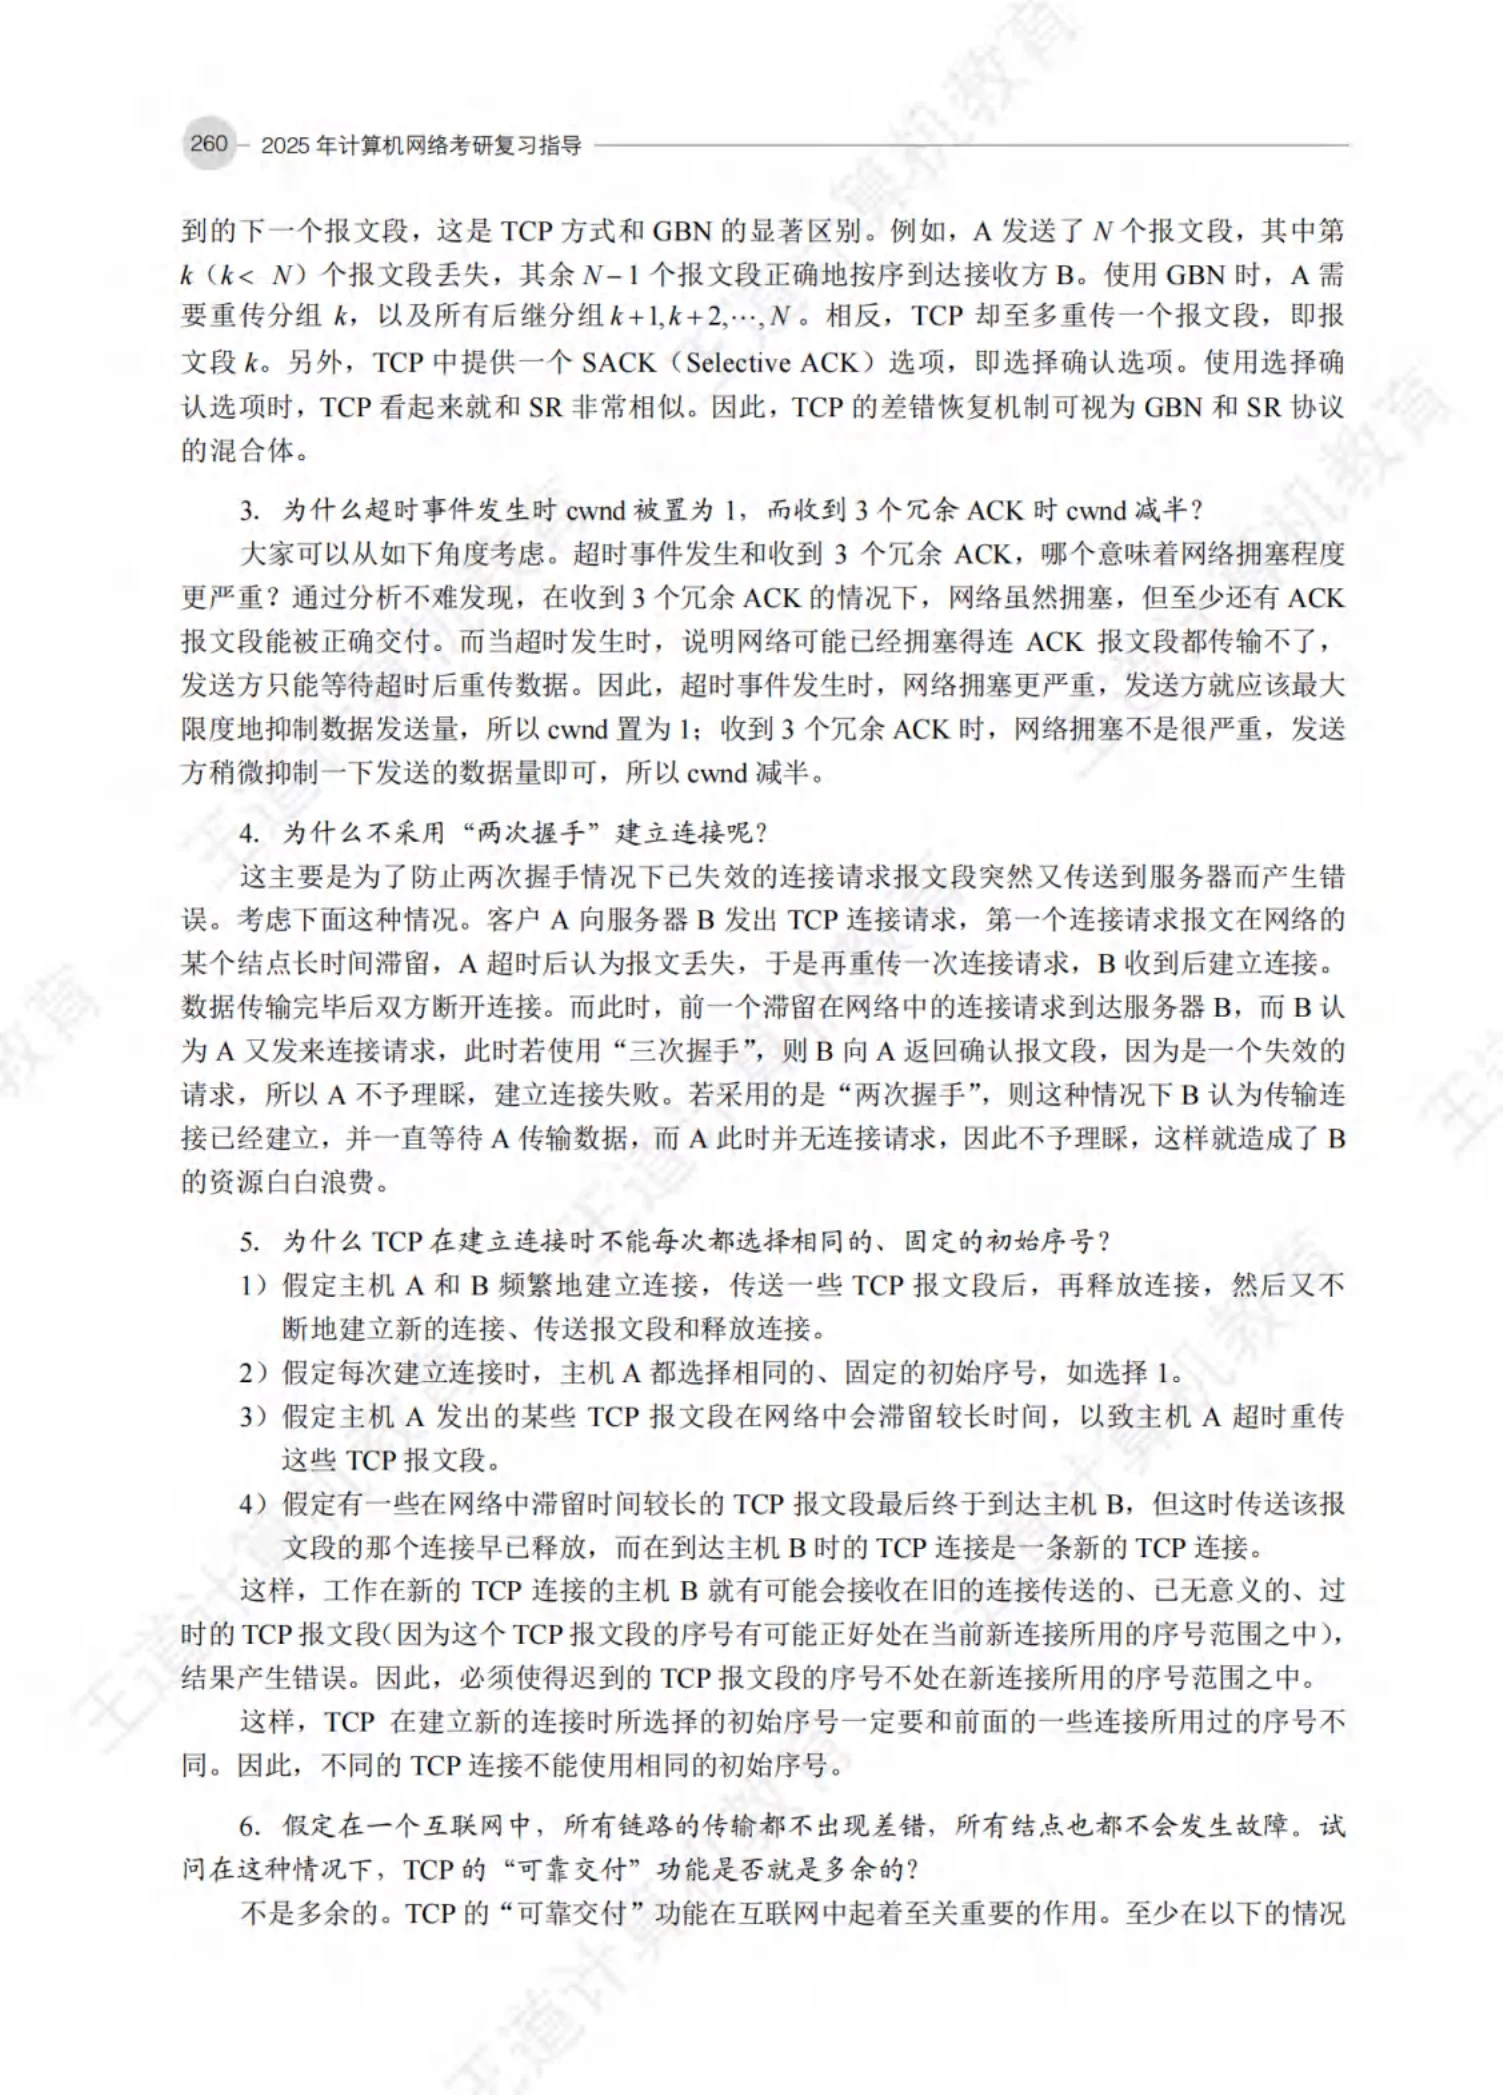 260 2025 年计算机网络考研复习指导
到的下一个报文段，这是 TCP 方式和 GBN 的显著区别。例如，A 发送了 N 个报文段，其中第
k（k< N）个报文段丢失，其余 N−1 个报文段正确地按序到达接收方 B。使用 GBN 时，A 需
要重传分组 k，以及所有后继分组 k+1,k+2,⋯,N。相反，TCP 却至多重传一个报文段，即报
文段 k。另外，TCP 中提供一个 SACK（Selective ACK）选项，即选择确认选项。使用选择确
认选项时，TCP 看起来就和 SR 非常相似。因此，TCP 的差错恢复机制可视为 GBN 和 SR 协议
的混合体。
3. 为什么超时事件发生时 cwnd 被置为 1，而收到 3 个冗余 ACK 时 cwnd 减半？
大家可以从如下角度考虑。超时事件发生和收到 3 个冗余 ACK，哪个意味着网络拥塞程度
更严重？通过分析不难发现，在收到 3 个冗余 ACK 的情况下，网络虽然拥塞，但至少还有 ACK
报文段能被正确交付。而当超时发生时，说明网络可能已经拥塞得连 ACK 报文段都传输不了，
发送方只能等待超时后重传数据。因此，超时事件发生时，网络拥塞更严重，发送方就应该最大
限度地抑制数据发送量，所以 cwnd 置为 1；收到 3 个冗余 ACK 时，网络拥塞不是很严重，发送
方稍微抑制一下发送的数据量即可，所以 cwnd 减半。
4. 为什么不采用“两次握手”建立连接呢？
这主要是为了防止两次握手情况下已失效的连接请求报文段突然又传送到服务器而产生错
误。考虑下面这种情况。客户 A 向服务器 B 发出 TCP 连接请求，第一个连接请求报文在网络的
某个结点长时间滞留，A 超时后认为报文丢失，于是再重传一次连接请求，B 收到后建立连接。
数据传输完毕后双方断开连接。而此时，前一个滞留在网络中的连接请求到达服务器 B，而 B 认
为 A 又发来连接请求，此时若使用“三次握手”，则 B 向 A 返回确认报文段，因为是一个失效的
请求，所以 A 不予理睬，建立连接失败。若采用的是“两次握手”，则这种情况下 B 认为传输连
接已经建立，并一直等待 A 传输数据，而 A 此时并无连接请求，因此不予理睬，这样就造成了 B
的资源白白浪费。
5. 为什么 TCP 在建立连接时不能每次都选择相同的、固定的初始序号？
1）假定主机 A 和 B 频繁地建立连接，传送一些 TCP 报文段后，再释放连接，然后又不
断地建立新的连接、传送报文段和释放连接。
2）假定每次建立连接时，主机 A 都选择相同的、固定的初始序号，如选择 1。
3）假定主机 A 发出的某些 TCP 报文段在网络中会滞留较长时间，以致主机 A 超时重传
这些 TCP 报文段。
4）假定有一些在网络中滞留时间较长的 TCP 报文段最后终于到达主机 B，但这时传送该报
文段的那个连接早已释放，而在到达主机 B 时的 TCP 连接是一条新的 TCP 连接。
这样，工作在新的 TCP 连接的主机 B 就有可能会接收在旧的连接传送的、已无意义的、过
时的 TCP 报文段（因为这个 TCP 报文段的序号有可能正好处在当前新连接所用的序号范围之中），
结果产生错误。因此，必须使得迟到的 TCP 报文段的序号不处在新连接所用的序号范围之中。
这样，TCP 在建立新的连接时所选择的初始序号一定要和前面的一些连接所用过的序号不
同。因此，不同的 TCP 连接不能使用相同的初始序号。
6. 假定在一个互联网中，所有链路的传输都不出现差错，所有结点也都不会发生故障。试
问在这种情况下，TCP 的“可靠交付”功能是否就是多余的？
不是多余的。TCP 的“可靠交付”功能在互联网中起着至关重要的作用。至少在以下的情况
王道计算机教育
王道计算机教育
王道计算机教育
王道计算机教育
王道计算机教育
王道计算机教育
王道计算机教育
教育